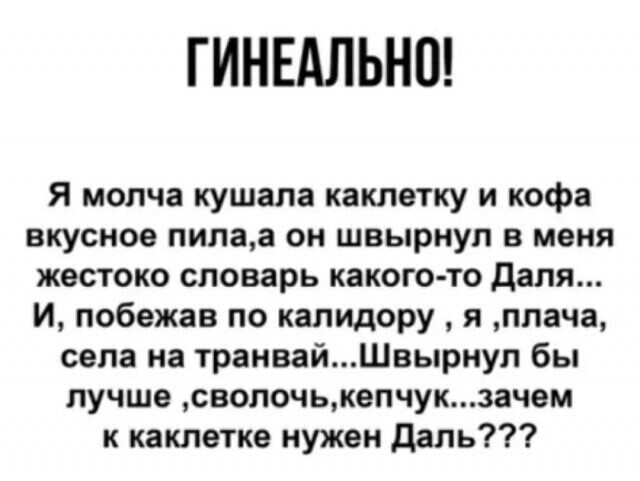 ГИНЕАЛЬНО!
Я молча кушала каклетку и кофа
вкусное пила,а он швырнул в меня
жестоко словарь какого-то Даля...
И, побежав по калидору , я ,плача,
села на транвай...Швырнул бы
лучше ,сволочь,кепчук...зачем
к каклетке нужен Даль???